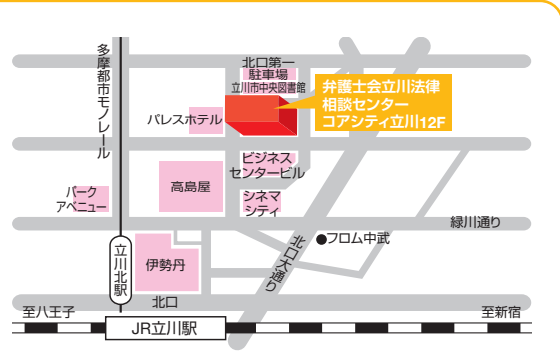 多摩都市モノレール
北口第一
駐車場
立川市中央図書館
弁護士会立川法律
相談センター
コアシティ立川12F
パレスホテル
ビジネス
センタービル
高島屋
シネマ
シティ
パーク
アベニュー
緑川通り
フロム中武
北口大通り
立川北駅
伊勢丹
北口
至八王子
至新宿
JR立川駅